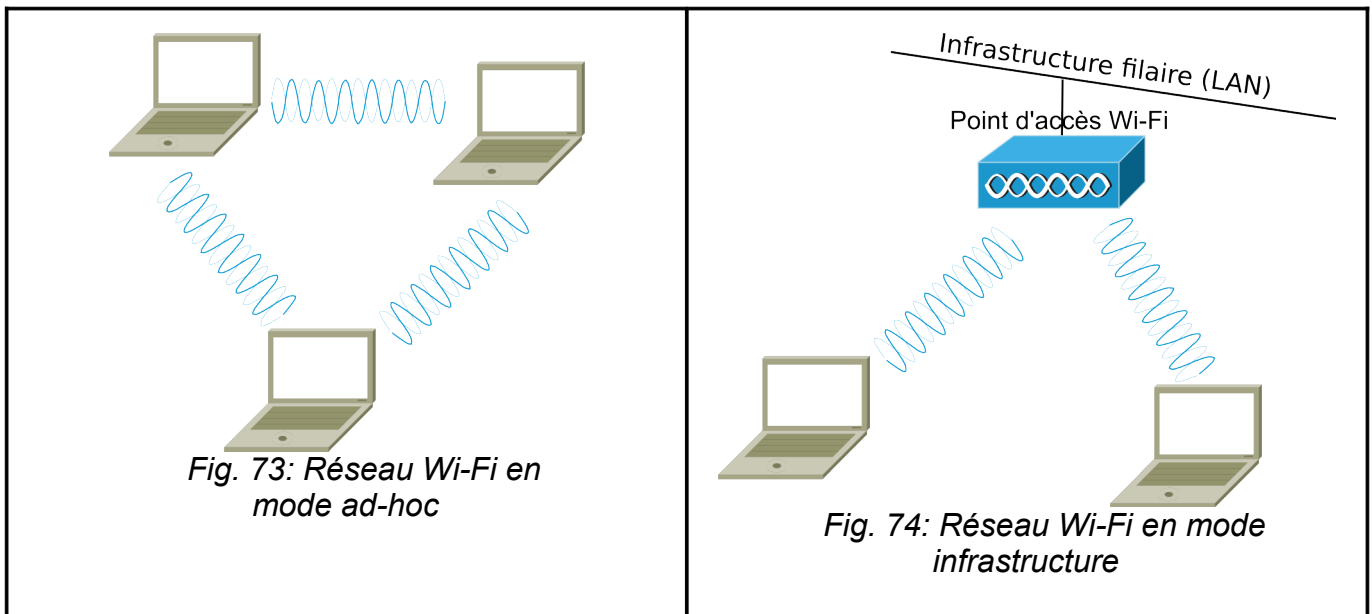 Fig. 73: Réseau Wi-Fi en
mode ad-hoc
Infrastructure filaire (LAN)
Point d'accès Wi-Fi
Fig. 74: Réseau Wi-Fi en mode
infrastructure